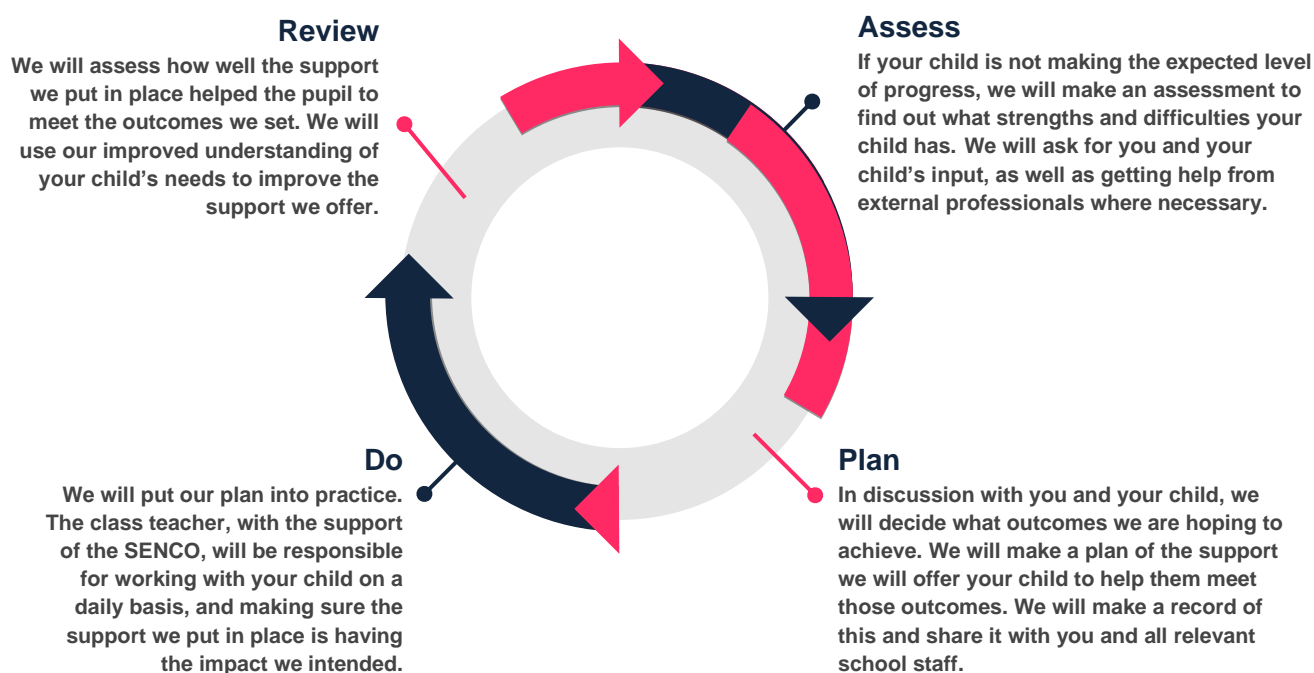 Review
We will assess how well the support
we put in place helped the pupil to
meet the outcomes we set. We will
use our improved understanding of
your child’s needs to improve the
support we offer.
Assess
If your child is not making the expected level
of progress, we will make an assessment to
find out what strengths and difficulties your
child has. We will ask for you and your
child’s input, as well as getting help from
external professionals where necessary.
Do
We will put our plan into practice.
The class teacher, with the support
of the SENCO, will be responsible
for working with your child on a
daily basis, and making sure the
support we put in place is having
the impact we intended.
Plan
In discussion with you and your child, we
will decide what outcomes we are hoping to
achieve. We will make a plan of the support
we will offer your child to help them meet
those outcomes. We will make a record of
this and share it with you and all relevant
school staff.